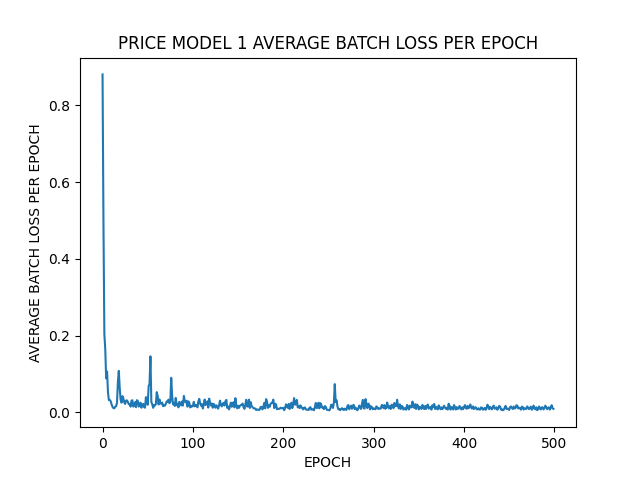 PRICE MODEL 1 AVERAGE BATCH LOSS PER EPOCH
AVERAGE BATCH LOSS PER EPOCH
0.8
0.6
0.4
0.2
0.0
0 100 200 300 400 500
EPOCH